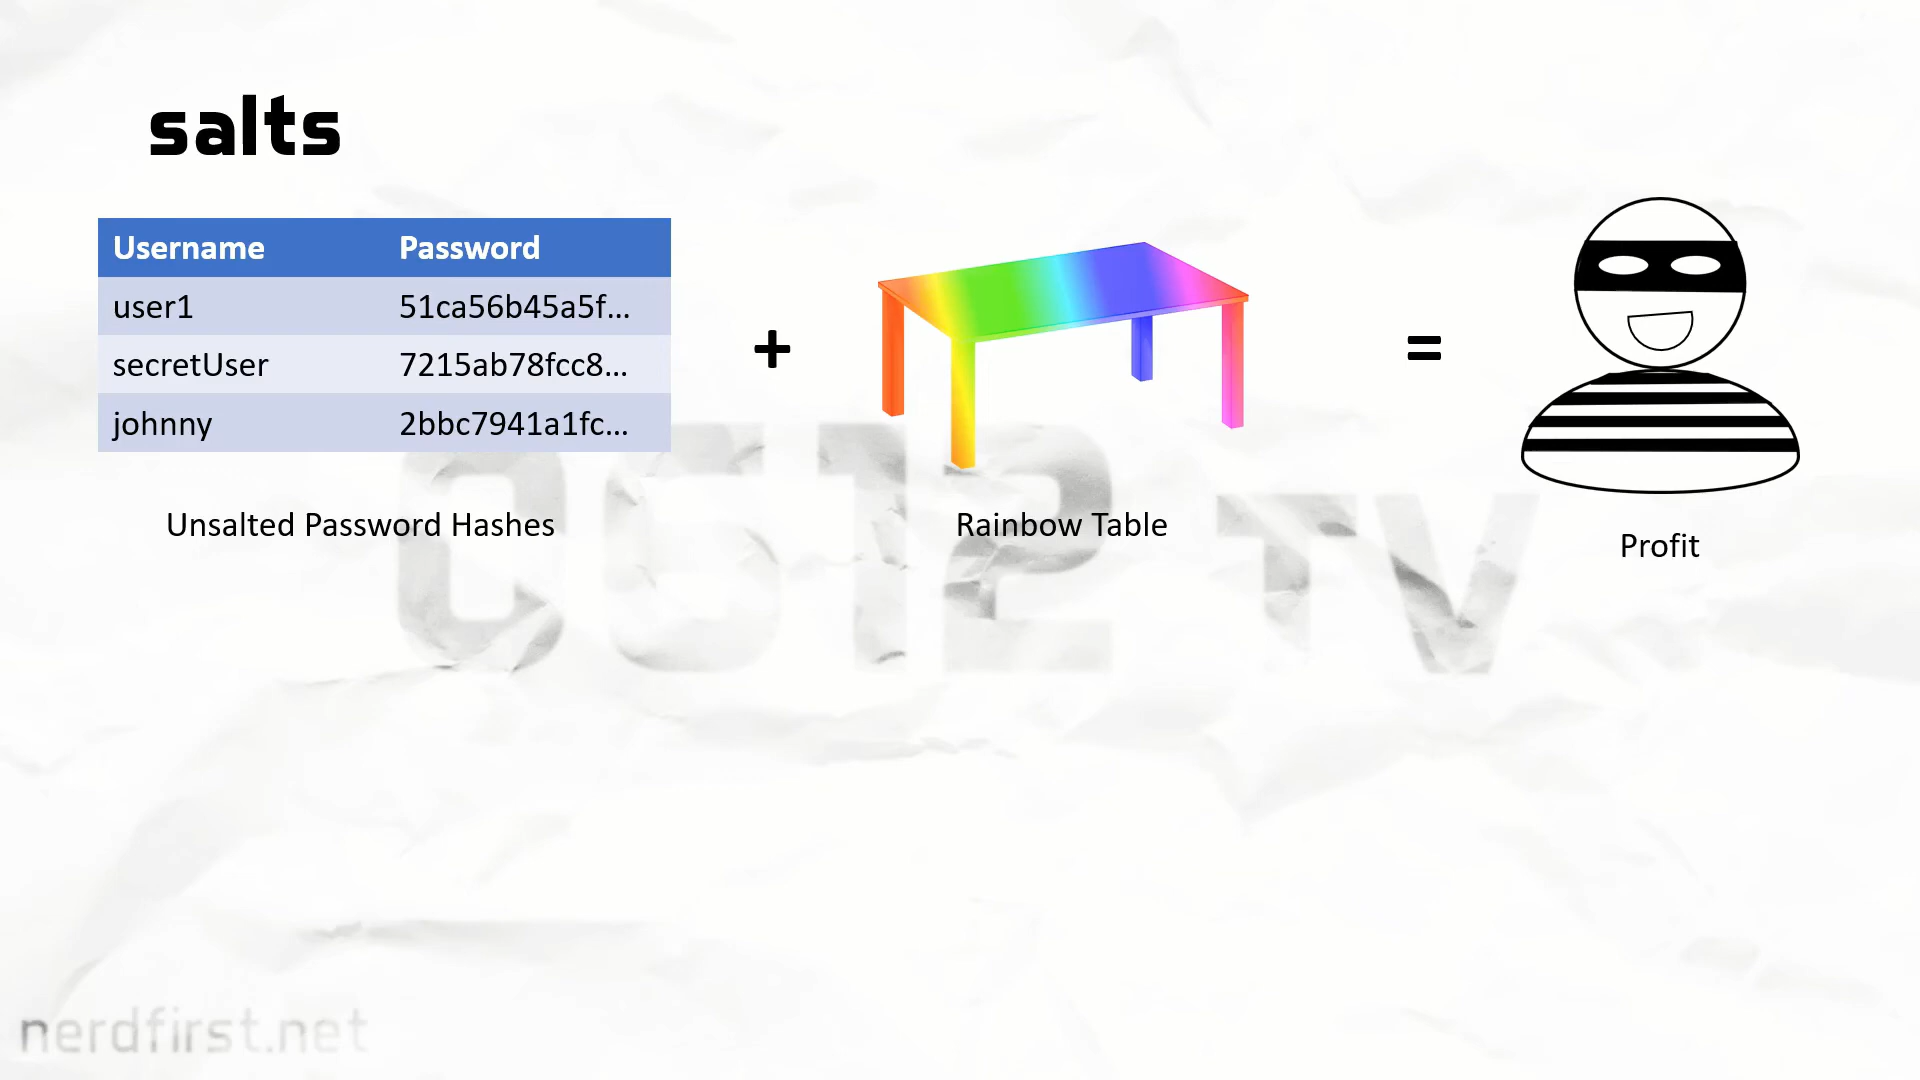 salts
Username Password
user1 51ca56b45a5f...
secretUser 7215ab78fcc8...
johnny 2bbc7941a1fc...
+
=
Unsalted Password Hashes
Rainbow Table
Profit
0612 TV
nerdfirst.net